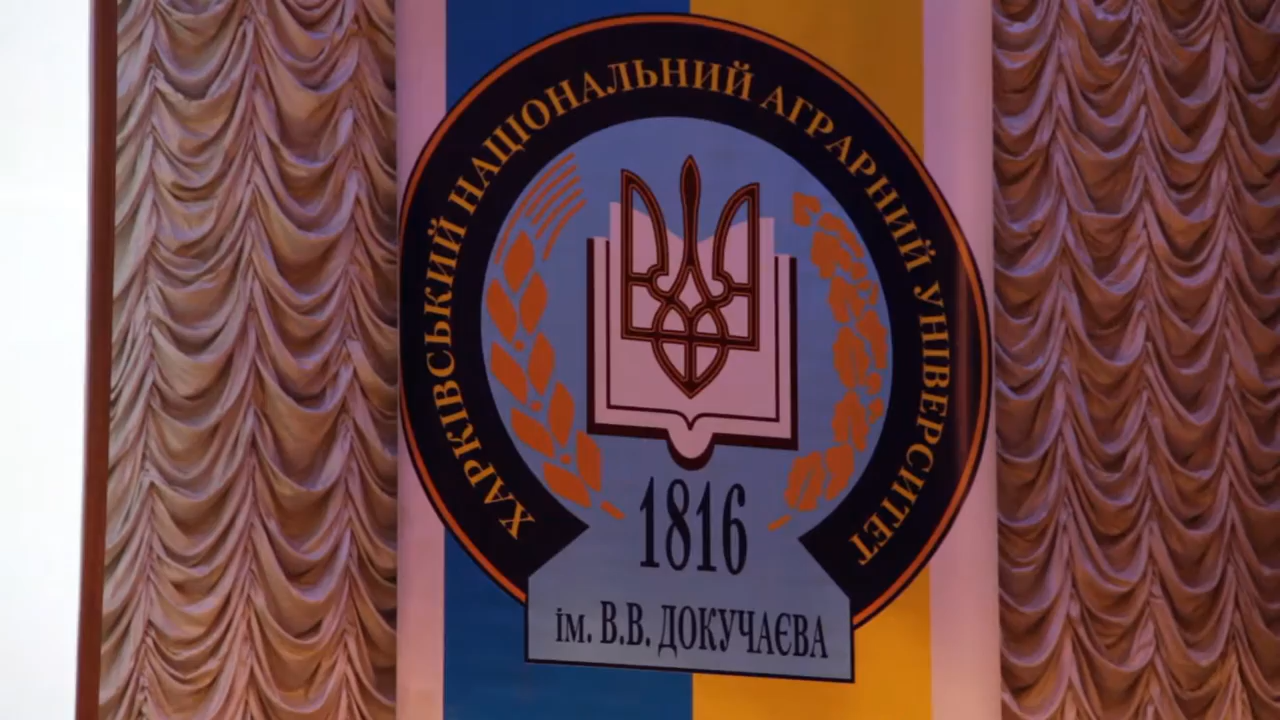 ХАРКІВСЬКИЙ НАЦІОНАЛЬНИЙ АГРАРНИЙ УНІВЕРСИТЕТ
1816
ім. В.В. ДОКУЧАЄВА